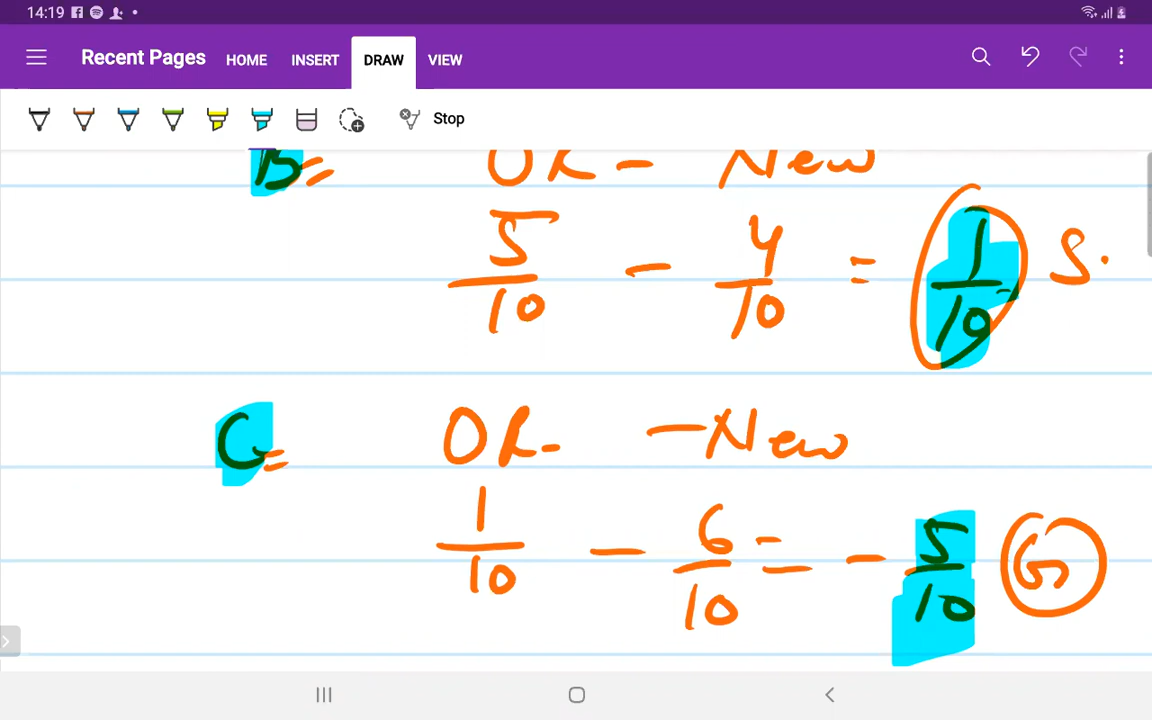 14:19
Recent Pages HOME INSERT DRAW VIEW
Stop
B= OR - New
5/10 - 4/10 = 1/10 S.
C= OR - New
1/10 - 6/10 = - 5/10 G